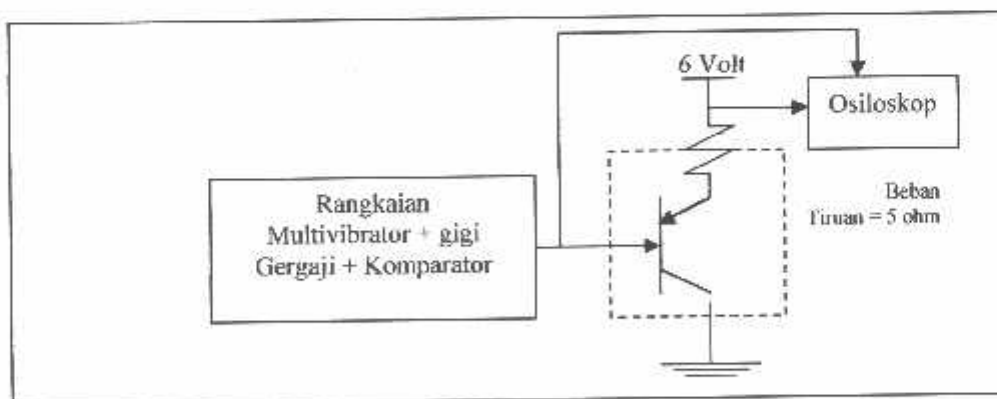 6 Volt
Osiloskop
Beban
Tiruan = 5 ohm
Rangkaian
Multivibrator + gigi
Gergaji + Komparator